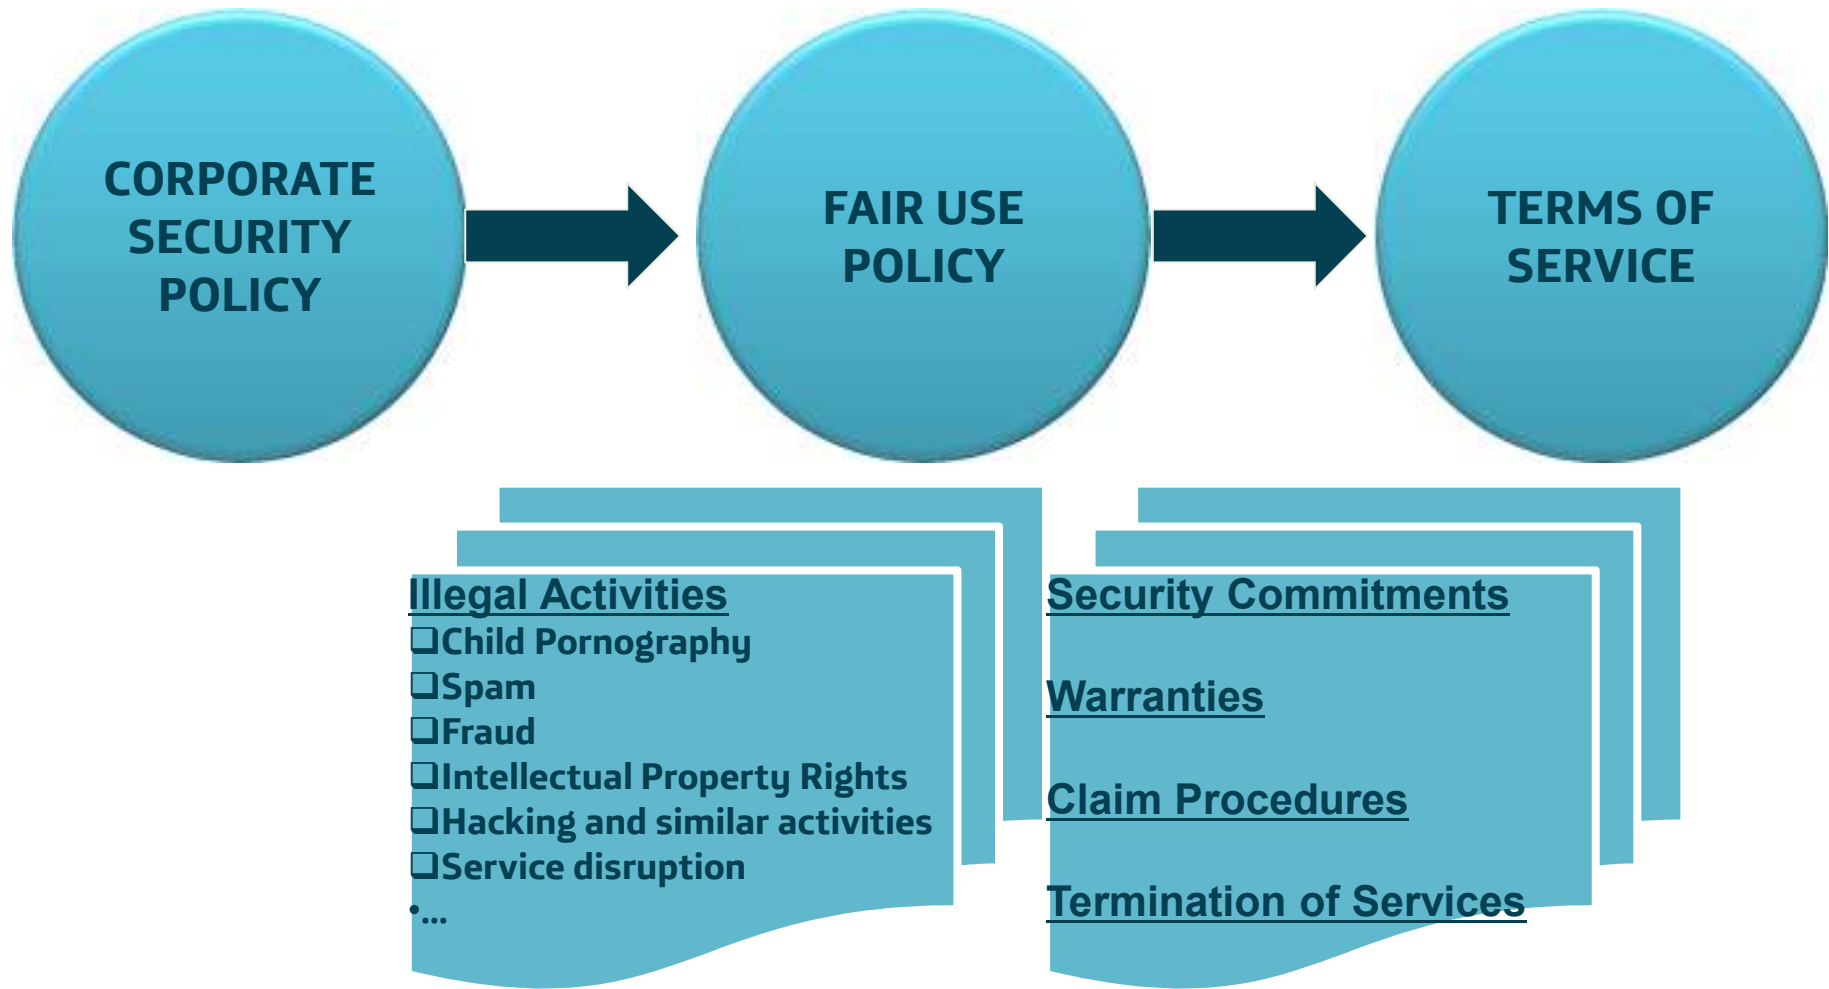 CORPORATE
SECURITY
POLICY
FAIR USE
POLICY
TERMS OF
SERVICE
Illegal Activities
❑Child Pornography
❑Spam
❑Fraud
❑Intellectual Property Rights
❑Hacking and similar activities
❑Service disruption
•...
Security Commitments
Warranties
Claim Procedures
Termination of Services